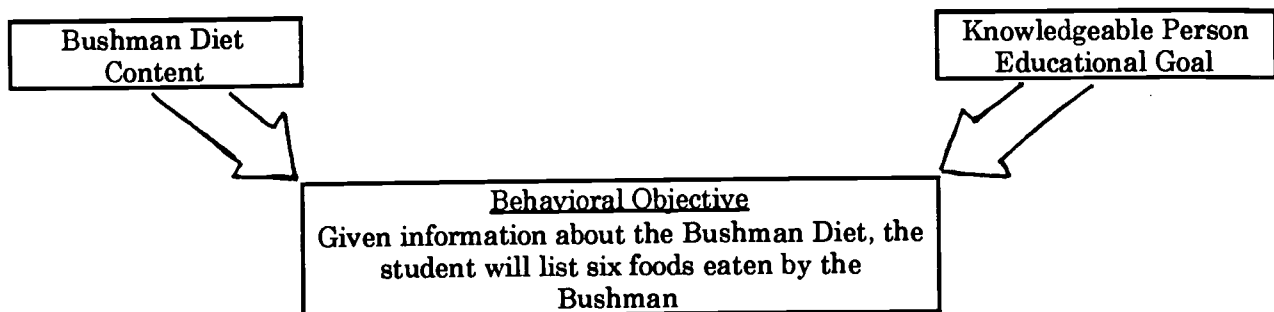 Bushman Diet
Content
Knowledgeable Person
Educational Goal
Behavioral Objective
Given information about the Bushman Diet, the
student will list six foods eaten by the
Bushman